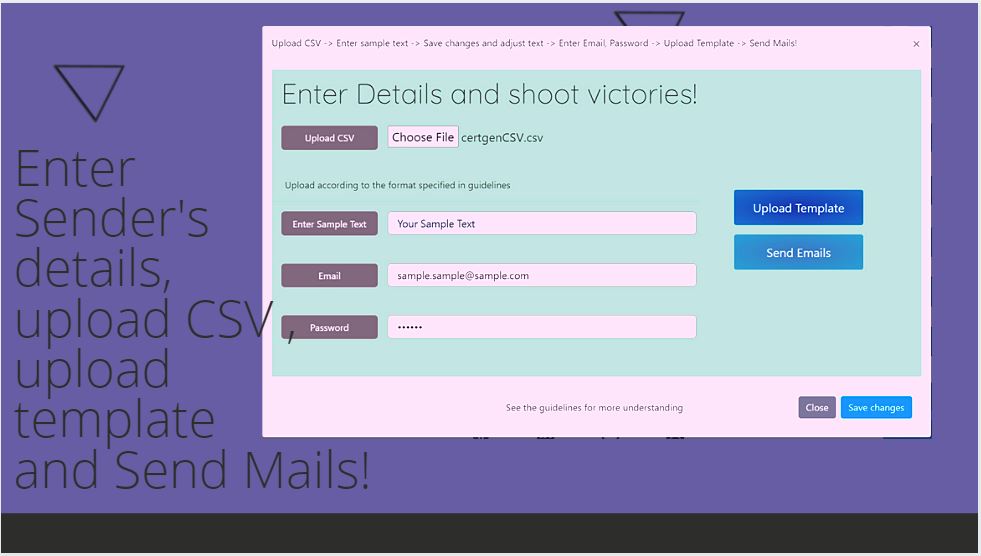 Upload CSV -> Enter sample text -> Save changes and adjust text -> Enter Email, Password -> Upload Template -> Send Mails!
×
Enter Details and shoot victories!
Upload CSV
Choose File certgenCSV.csv
Upload according to the format specified in guidelines
Enter Sample Text
Your Sample Text
Email
sample.sample@sample.com
Password
••••••
Upload Template
Send Emails
See the guidelines for more understanding
Close
Save changes
Enter
Sender's
details,
upload CSV ,
upload
template
and Send Mails!